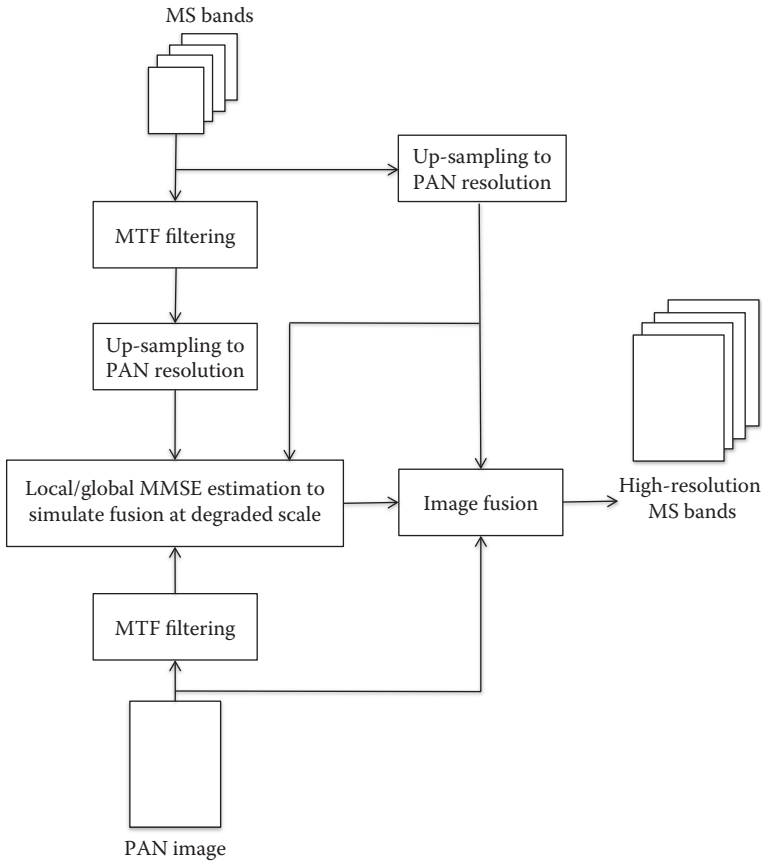 MS bands
Up-sampling to
PAN resolution
MTF filtering
Up-sampling to
PAN resolution
Local/global MMSE estimation to
simulate fusion at degraded scale
Image fusion
High-resolution
MS bands
MTF filtering
PAN image